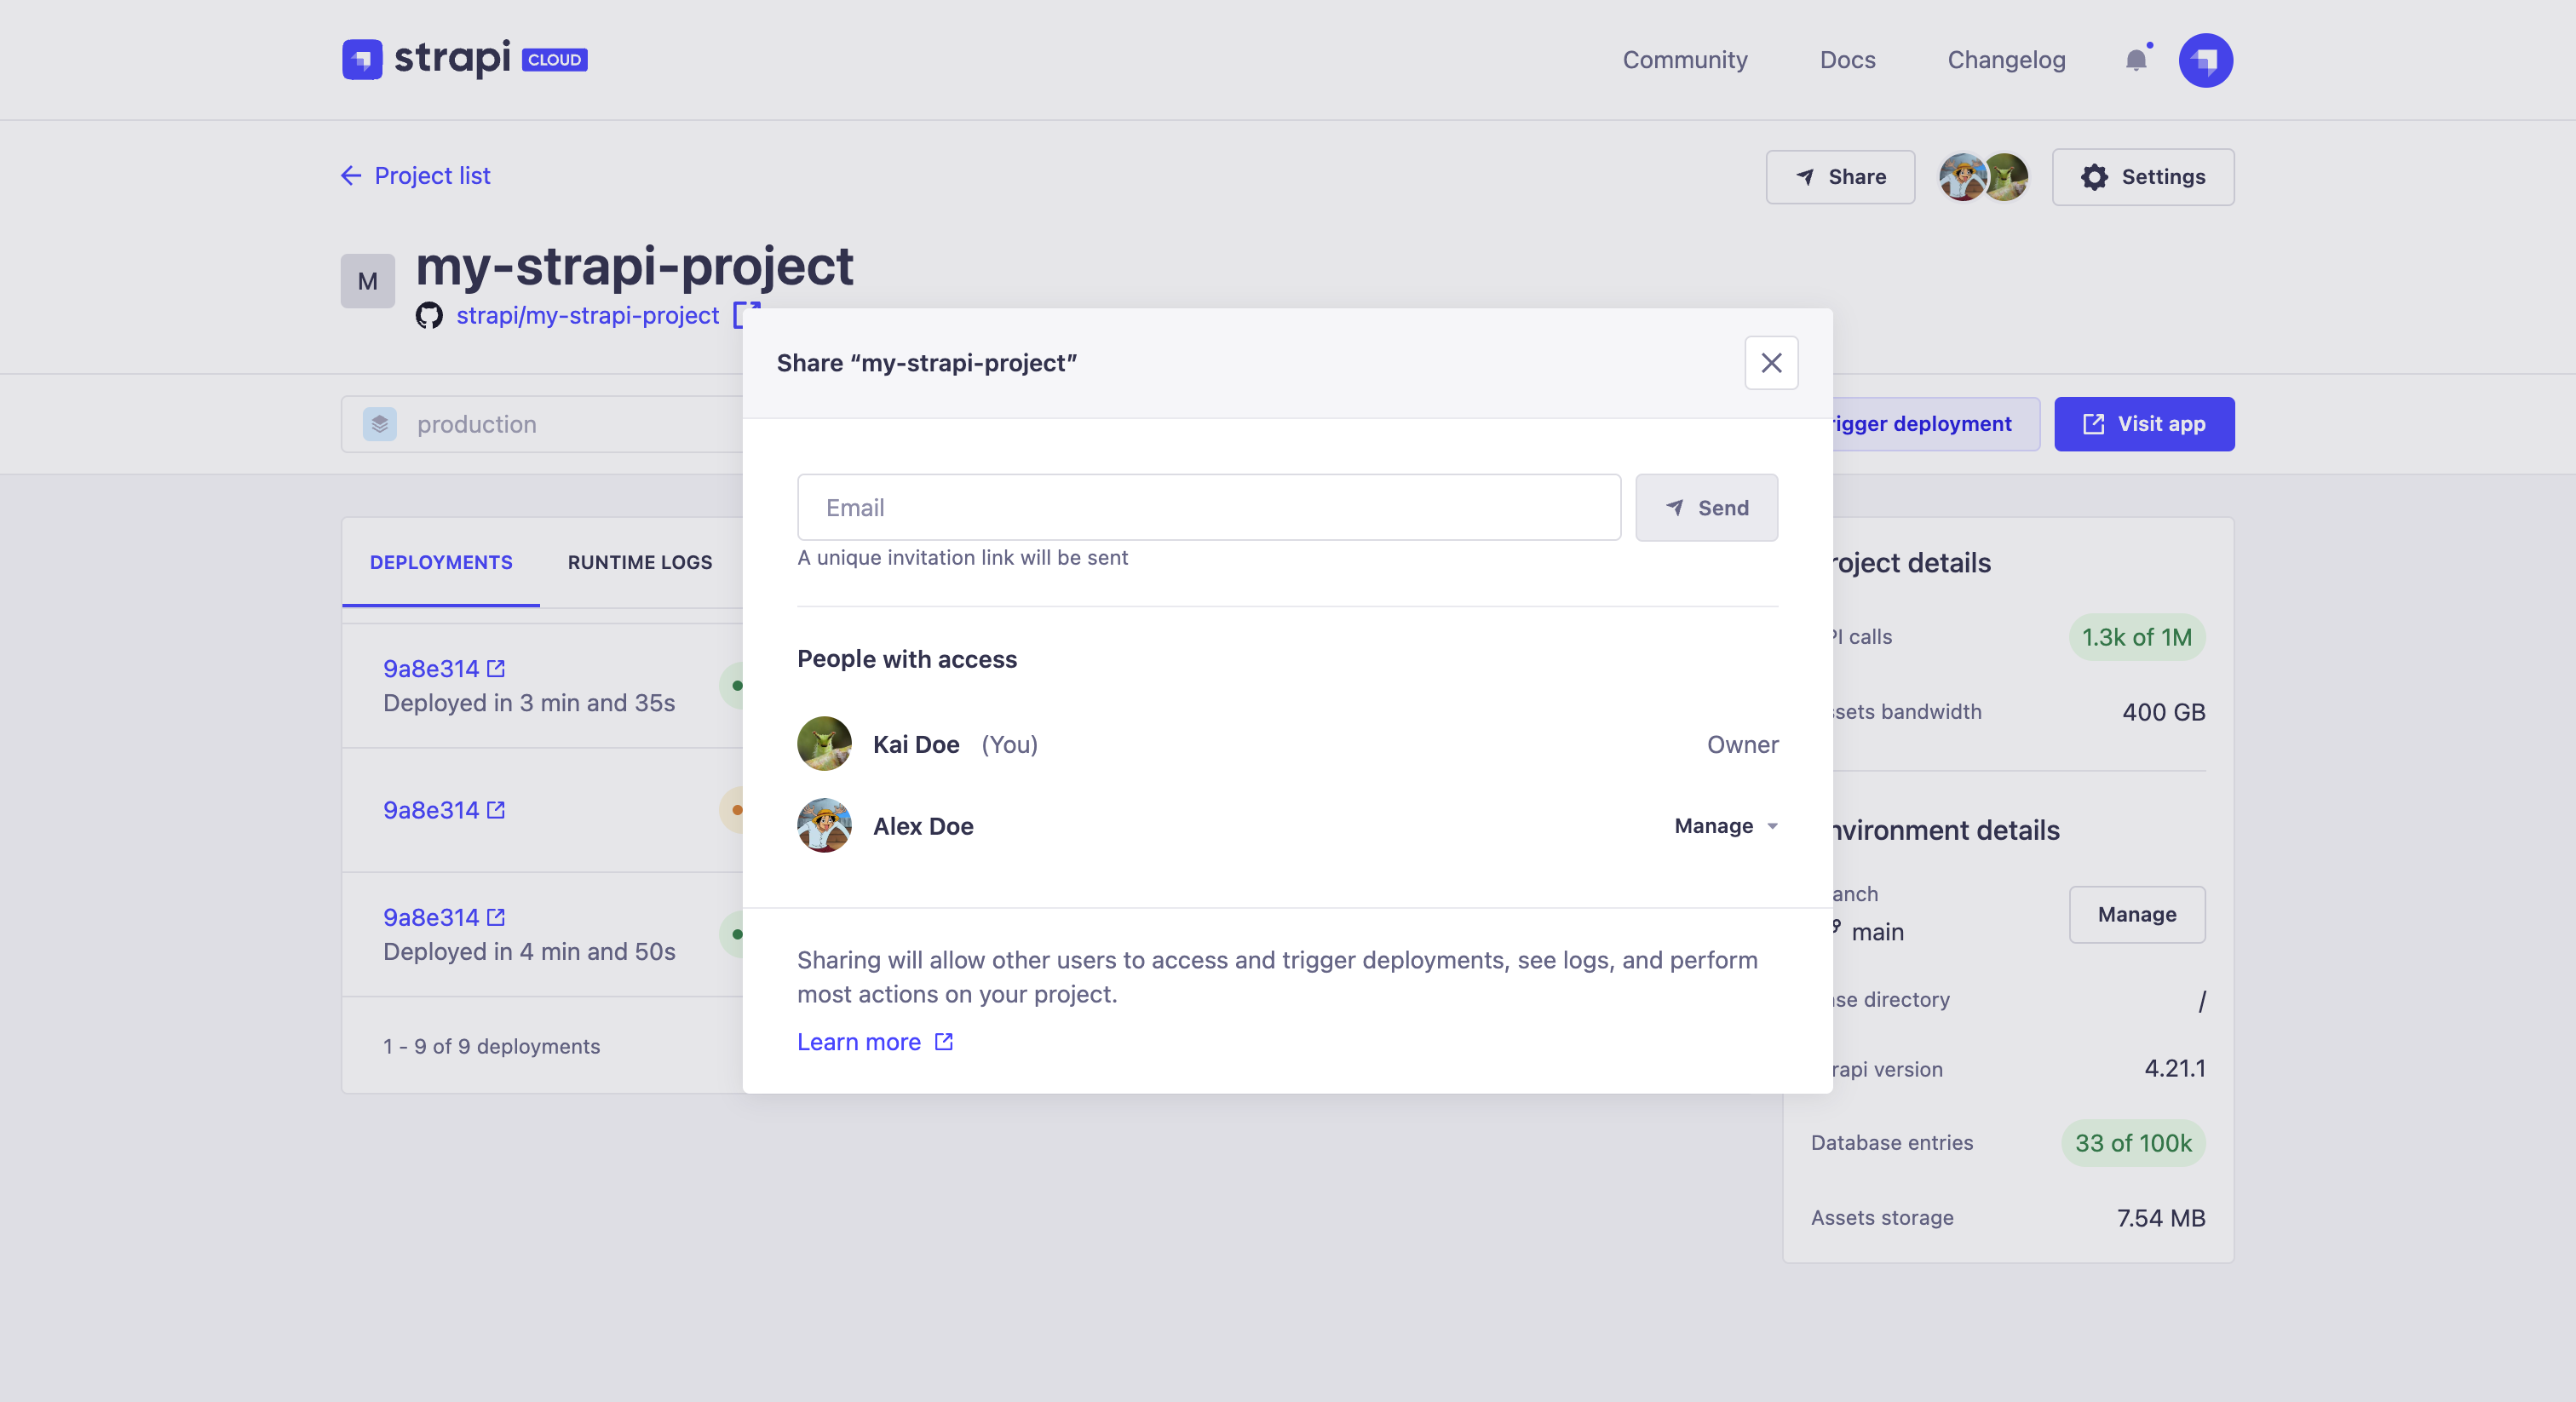 strapi CLOUD
Community
Docs
Changelog
Project list
Share
Settings
M
my-strapi-project
strapi/my-strapi-project
production
rigger deployment
Visit app
Share “my-strapi-project”
Email
Send
A unique invitation link will be sent
People with access
Kai Doe (You)
Owner
Alex Doe
Manage
Sharing will allow other users to access and trigger deployments, see logs, and perform
most actions on your project.
Learn more
DEPLOYMENTS
RUNTIME LOGS
9a8e314
Deployed in 3 min and 35s
9a8e314
9a8e314
Deployed in 4 min and 50s
1 - 9 of 9 deployments
roject details
PI calls
1.3k of 1M
ssets bandwidth
400 GB
nvironment details
anch
main
Manage
se directory
/
rapi version
4.21.1
Database entries
33 of 100k
Assets storage
7.54 MB